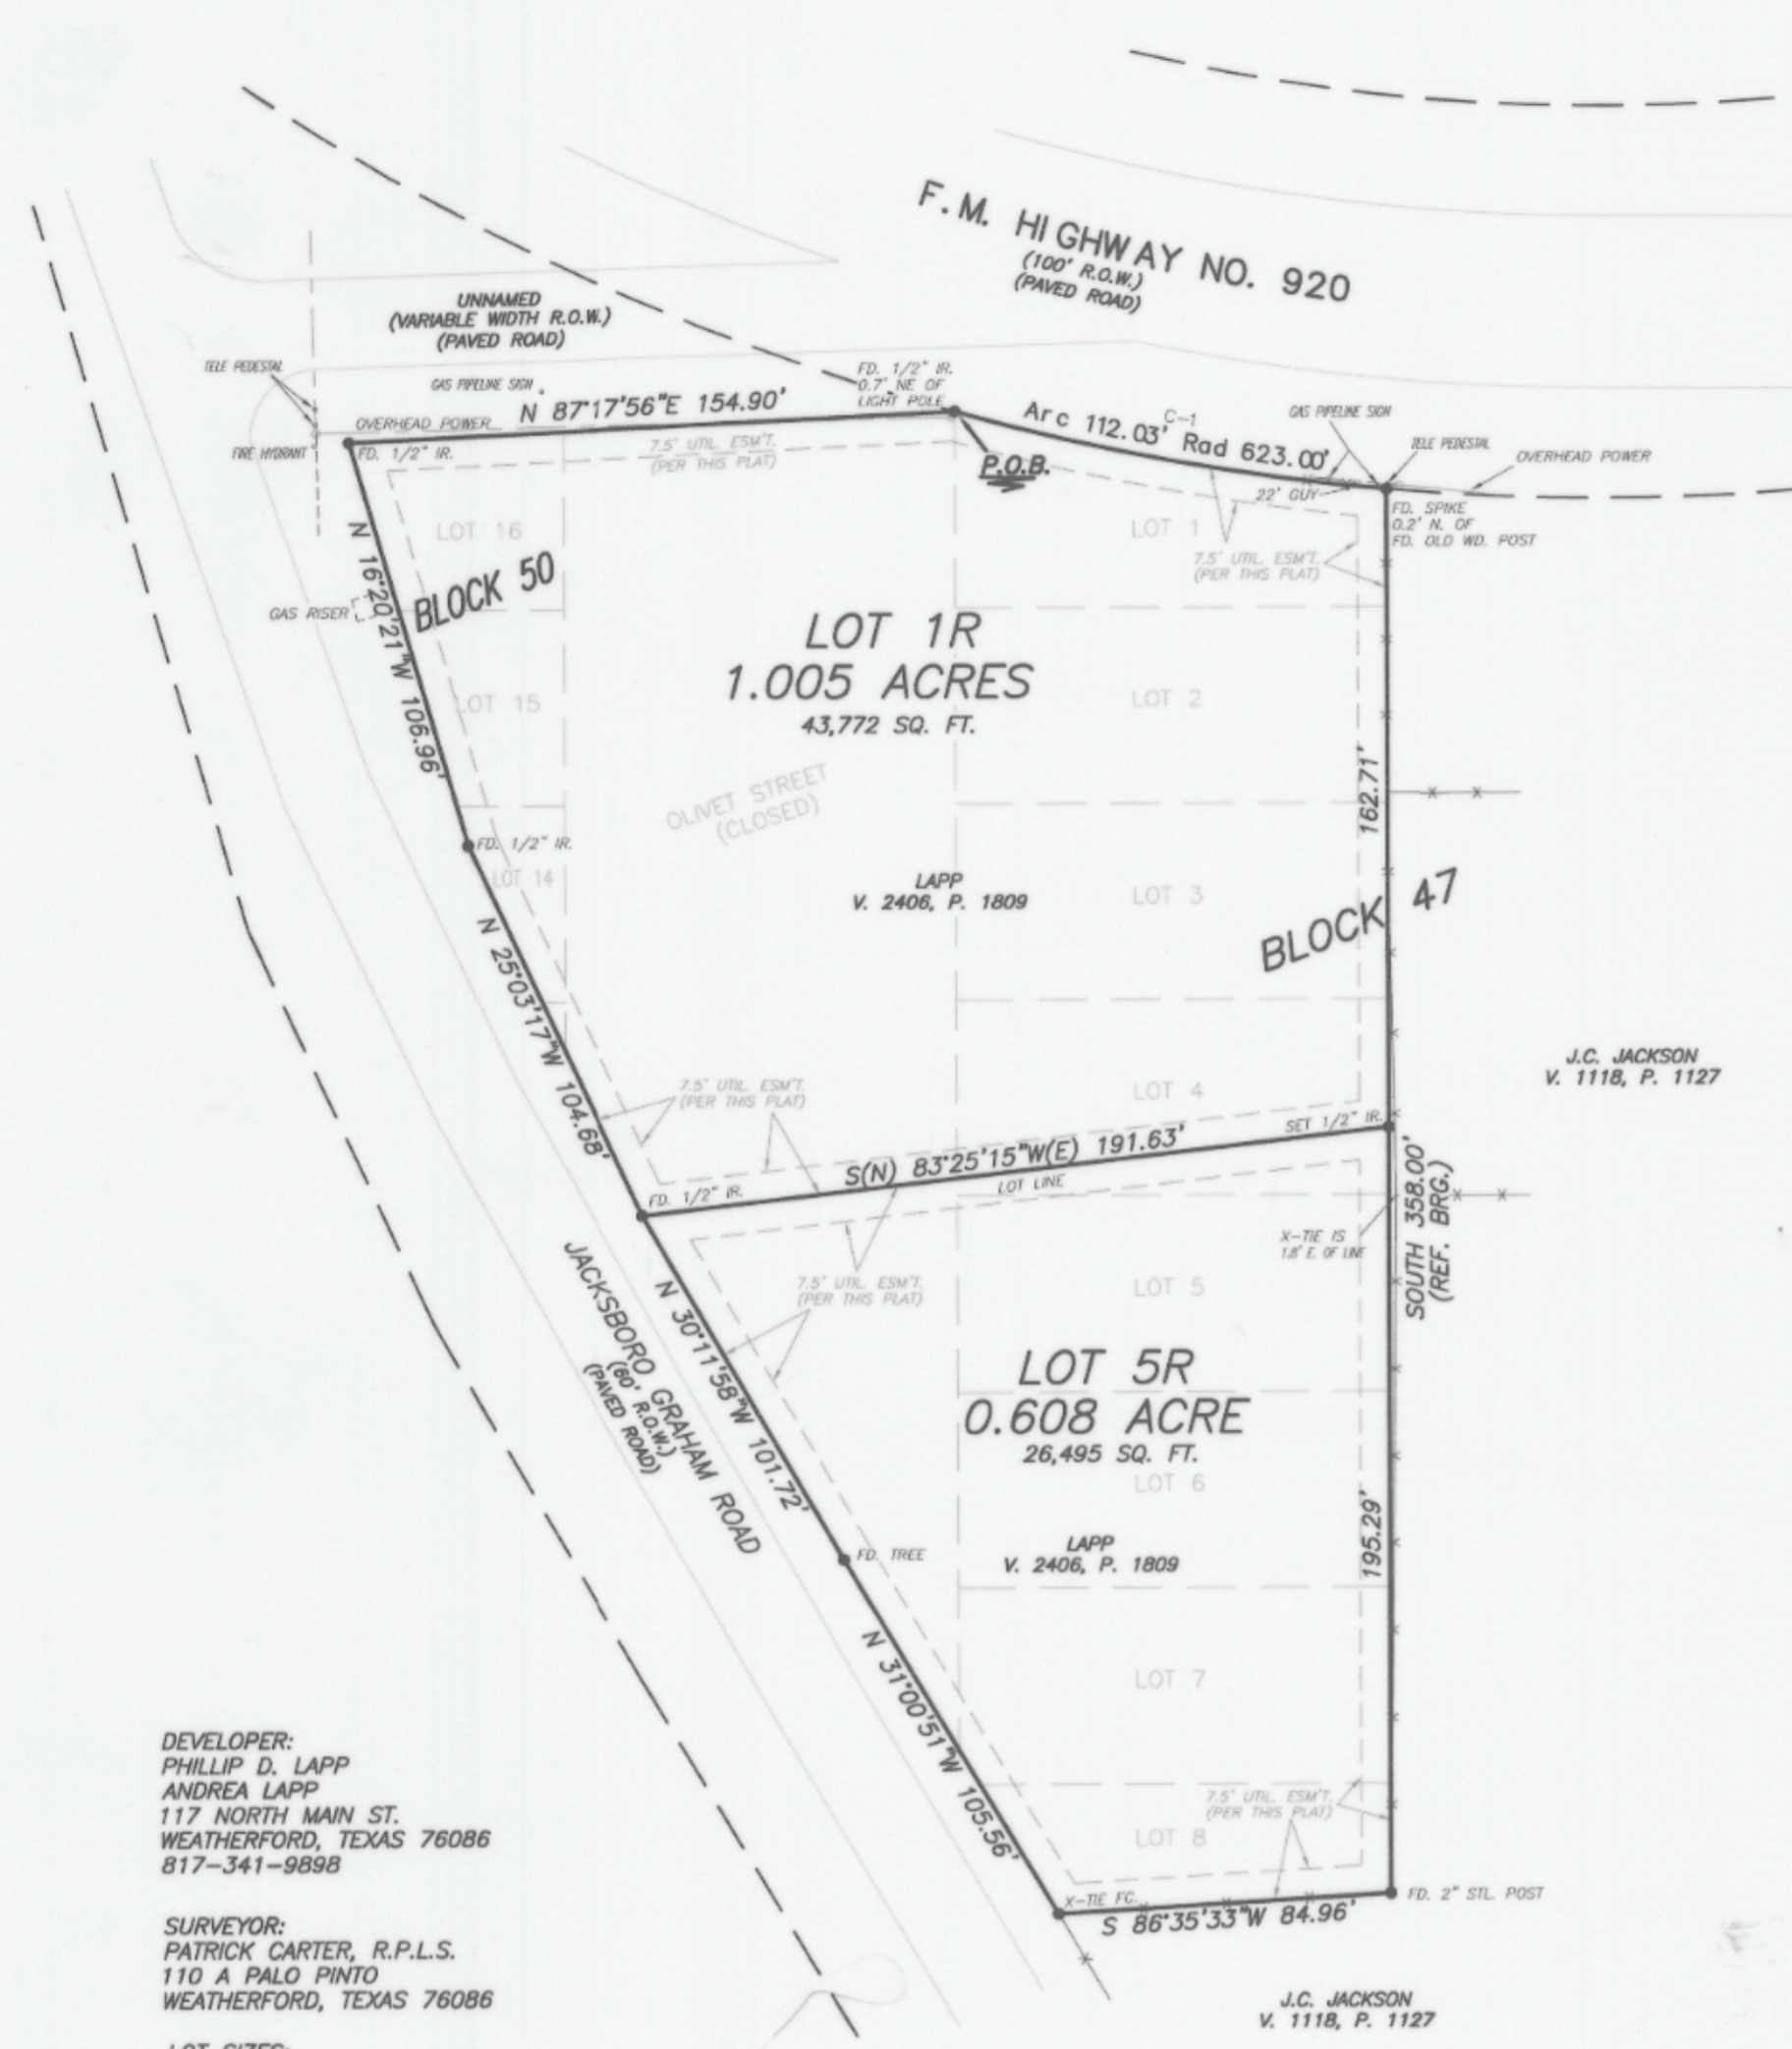 F.M. HIGHWAY NO. 920
(100' R.O.W.)
(PAVED ROAD)
UNNAMED
(VARIABLE WIDTH R.O.W.)
(PAVED ROAD)
TELE PEDESTAL
GAS PIPELINE SIGN
FD. 1/2" IR.
0.7' NE OF
LIGHT POLE
N 87°17'56"E 154.90'
OVERHEAD POWER
FIRE HYDRANT
FD. 1/2" IR.
7.5' UTIL. ESM'T.
(PER THIS PLAT)
C-1
Arc 112.03' Rad 623.00'
GAS PIPELINE SIGN
TELE PEDESTAL
OVERHEAD POWER
P.O.B.
22' GUY
FD. SPIKE
0.2' N. OF
FD. OLD WD. POST
LOT 16
LOT 1
7.5' UTIL. ESM'T.
(PER THIS PLAT)
N 16°20'21"W 106.96'
BLOCK 50
GAS RISER
LOT 1R
1.005 ACRES
43,772 SQ. FT.
LOT 15
LOT 2
OLIVET STREET
(CLOSED)
162.71'
FD. 1/2" IR.
LOT 14
LAPP
V. 2406, P. 1809
LOT 3
BLOCK 47
N 25°03'17"W 104.68'
J.C. JACKSON
V. 1118, P. 1127
7.5' UTIL. ESM'T.
(PER THIS PLAT)
LOT 4
SET 1/2" IR.
S(N) 83°25'15"W(E) 191.63'
LOT LINE
FD. 1/2" IR.
SOUTH 358.00'
(REF. BRG.)
X-TIE IS
1.8' E. OF LINE
7.5' UTIL. ESM'T.
(PER THIS PLAT)
LOT 5
JACKSBORO GRAHAM ROAD
(60' R.O.W.)
(PAVED ROAD)
N 30°11'58"W 101.72'
LOT 5R
0.608 ACRE
26,495 SQ. FT.
LOT 6
195.29'
FD. TREE
LAPP
V. 2406, P. 1809
N 31°00'51"W 105.56'
LOT 7
7.5' UTIL. ESM'T.
(PER THIS PLAT)
LOT 8
X-TIE FC.
FD. 2" STL. POST
S 86°35'33"W 84.96'
J.C. JACKSON
V. 1118, P. 1127
DEVELOPER:
PHILLIP D. LAPP
ANDREA LAPP
117 NORTH MAIN ST.
WEATHERFORD, TEXAS 76086
817-341-9898
SURVEYOR:
PATRICK CARTER, R.P.L.S.
110 A PALO PINTO
WEATHERFORD, TEXAS 76086
LOT SIZES: